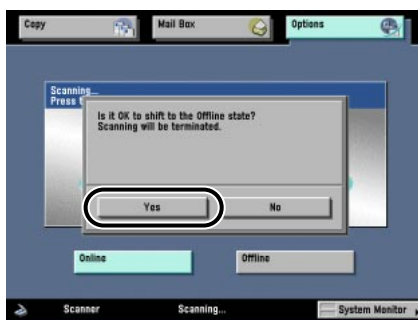 Copy
Mail Box
Options
Scanning...
Press
Is it OK to shift to the Offline state?
Scanning will be terminated.
Yes
No
Online
Offline
Scanner
Scanning...
System Monitor